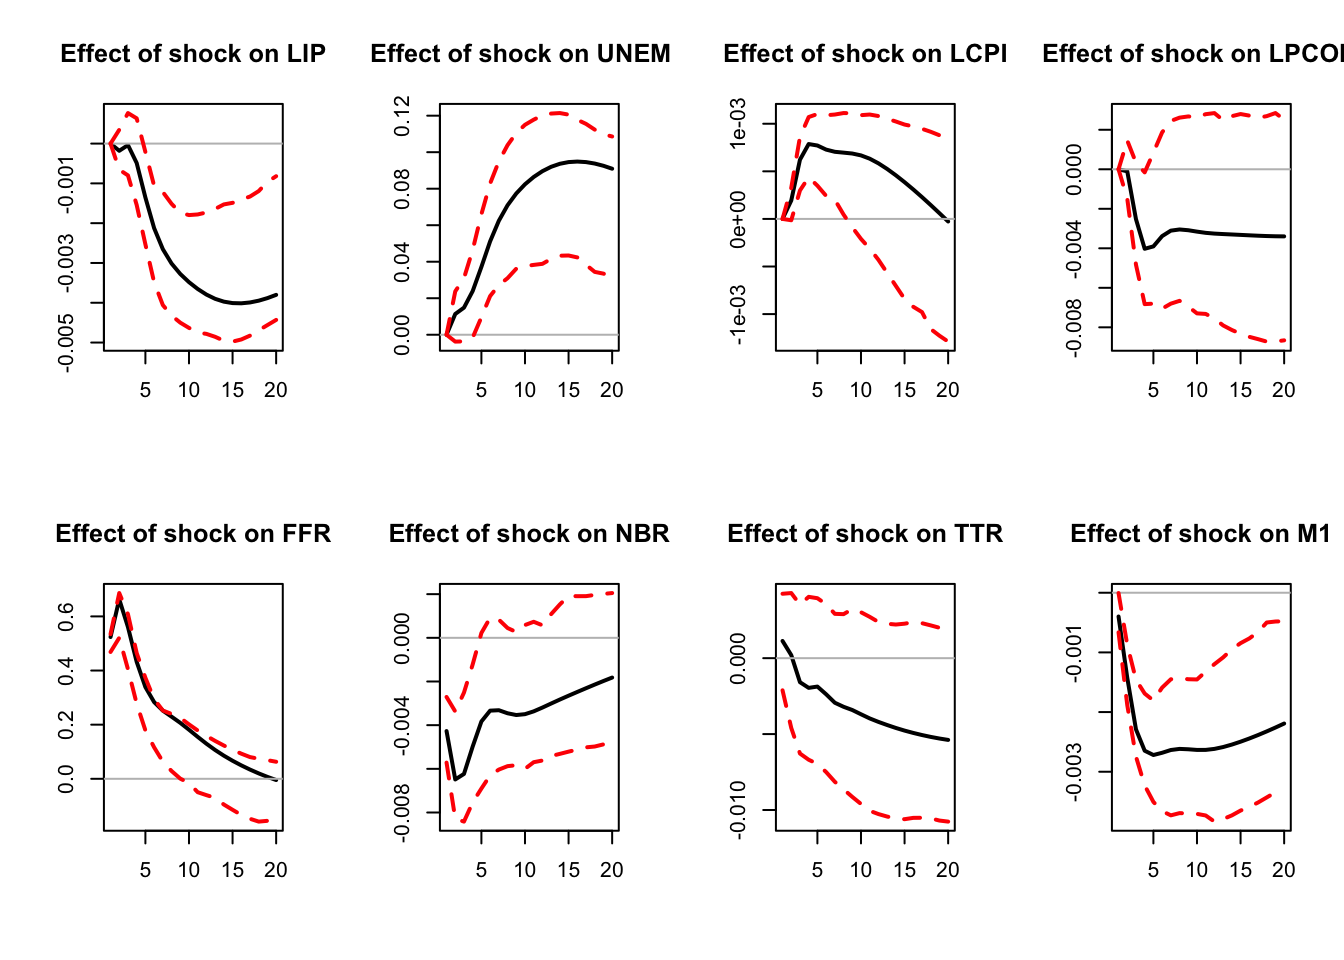 Effect of shock on LIP
-0.005 -0.003 -0.001
5 10 15 20
Effect of shock on UNEM
0.00 0.04 0.08 0.12
5 10 15 20
Effect of shock on LCPI
-1e-03 0e+00 1e-03
5 10 15 20
Effect of shock on LPCO
-0.008 -0.004 0.000
5 10 15 20
Effect of shock on FFR
0.0 0.2 0.4 0.6
5 10 15 20
Effect of shock on NBR
-0.008 -0.004 0.000
5 10 15 20
Effect of shock on TTR
-0.010 0.000
5 10 15 20
Effect of shock on M1
-0.003 -0.001
5 10 15 20